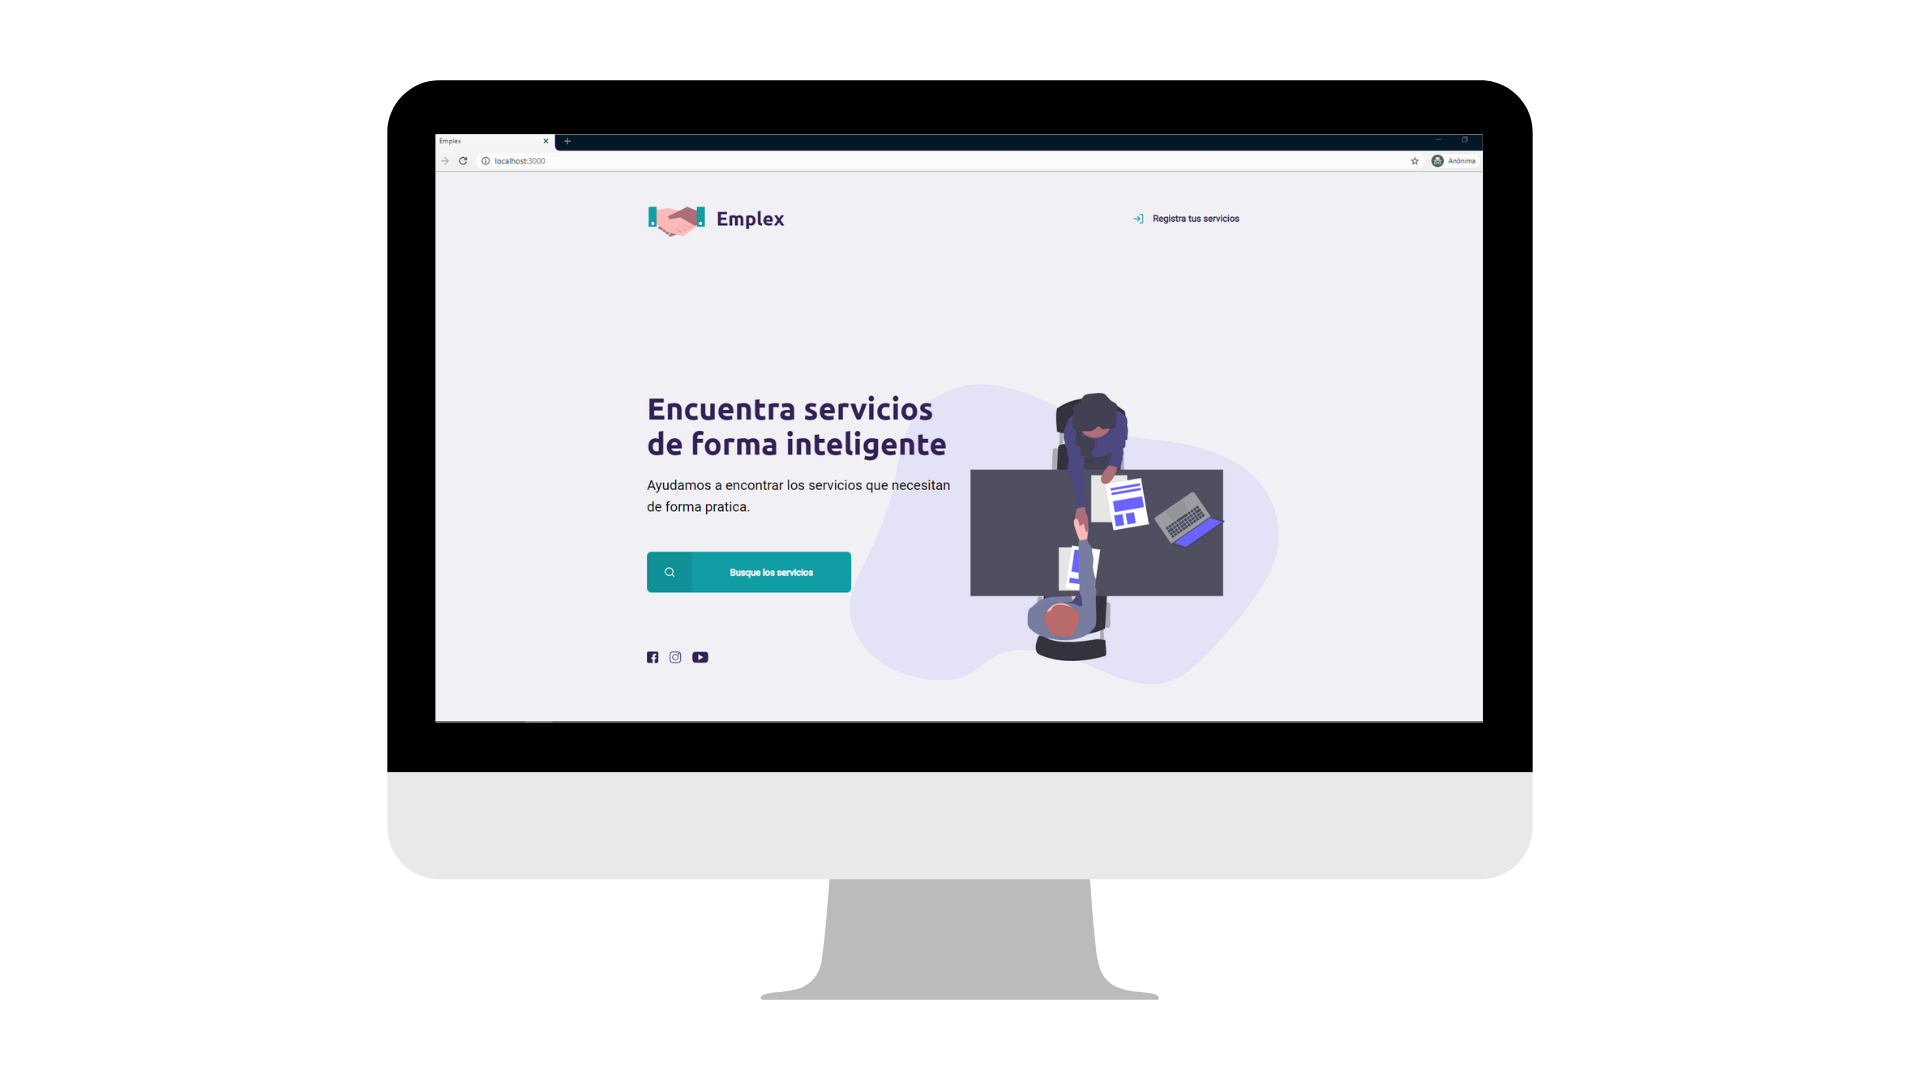 Emplex
localhost:3000
Anónima
Emplex
Registra tus servicios
Encuentra servicios
de forma inteligente
Ayudamos a encontrar los servicios que necesitan
de forma pratica.
Busque los servicios